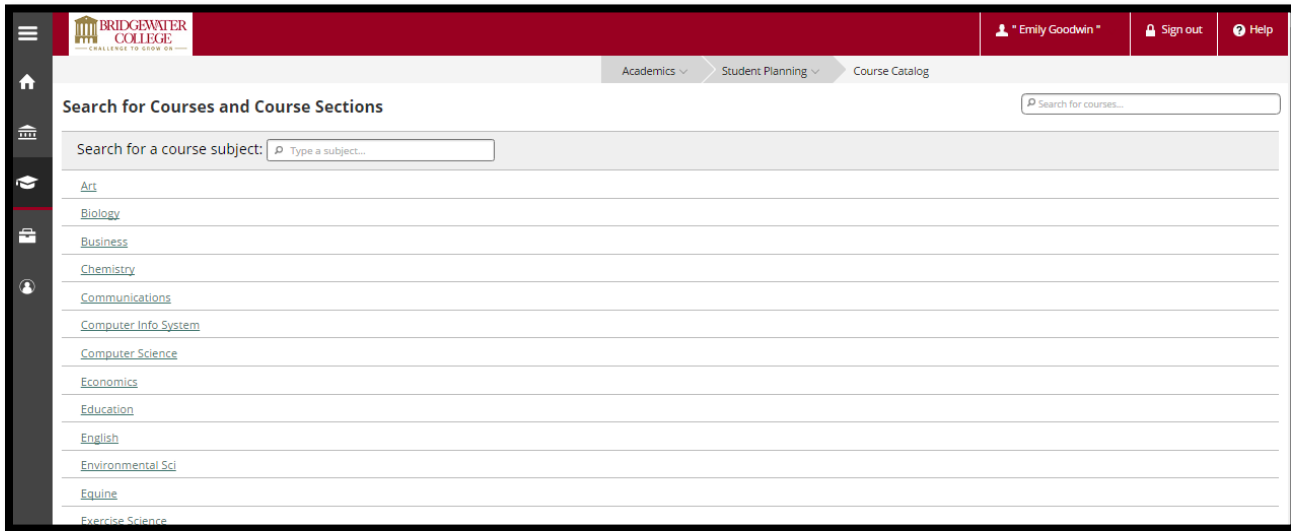 BRIDGEWATER
COLLEGE
CHALLENGE TO GROW ON
" Emily Goodwin "
Sign out
Help
Academics
Student Planning
Course Catalog
Search for Courses and Course Sections
Search for courses...
Search for a course subject:
Type a subject...
Art
Biology
Business
Chemistry
Communications
Computer Info System
Computer Science
Economics
Education
English
Environmental Sci
Equine
Exercise Science